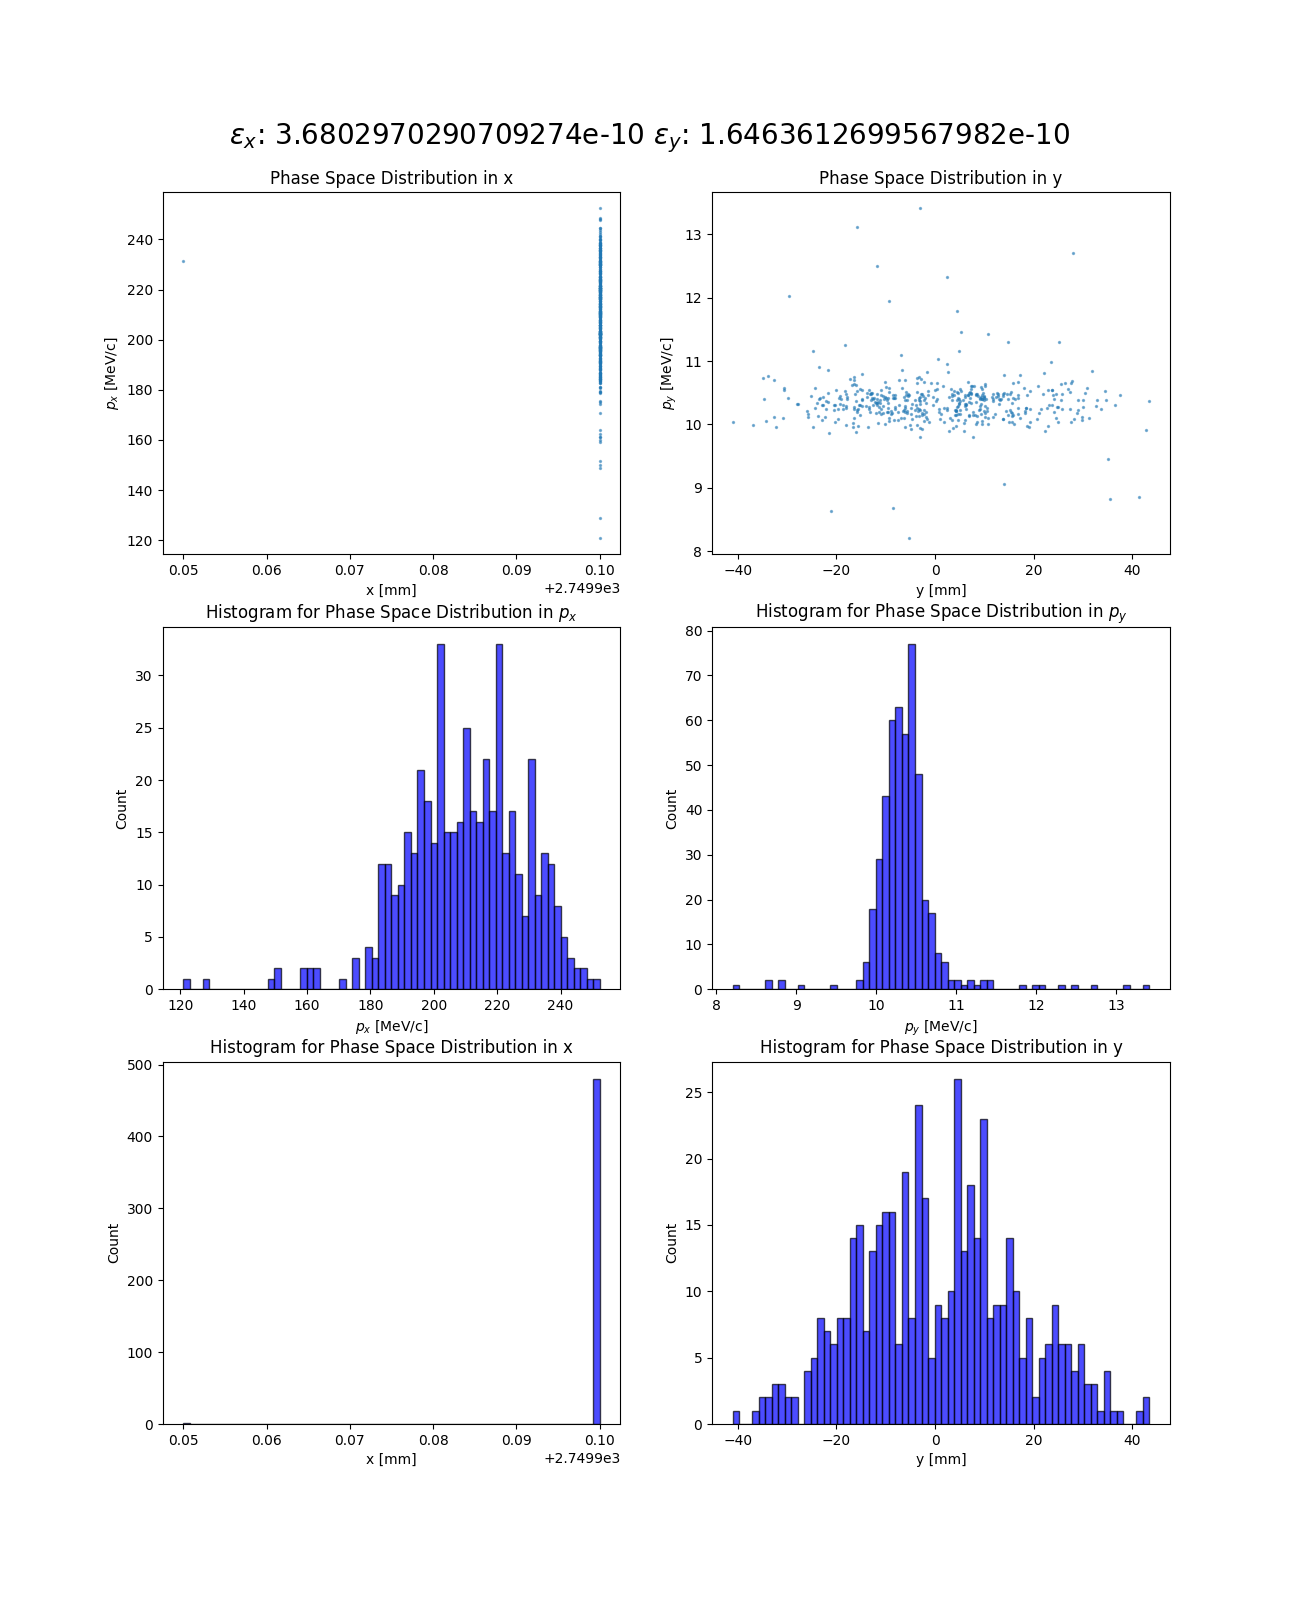 εx: 3.6802970290709274e-10 εy: 1.6463612699567982e-10
Phase Space Distribution in x
240
220
200
180
160
140
120
px [MeV/c]
0.05 0.06 0.07 0.08 0.09 0.10
x [mm]
+2.7499e3
Phase Space Distribution in y
13
12
11
10
9
8
py [MeV/c]
−40 −20 0 20 40
y [mm]
Histogram for Phase Space Distribution in px
30
25
20
15
10
5
0
Count
120 140 160 180 200 220 240
px [MeV/c]
Histogram for Phase Space Distribution in py
80
70
60
50
40
30
20
10
0
Count
8 9 10 11 12 13
py [MeV/c]
Histogram for Phase Space Distribution in x
500
400
300
200
100
0
Count
0.05 0.06 0.07 0.08 0.09 0.10
x [mm]
+2.7499e3
Histogram for Phase Space Distribution in y
25
20
15
10
5
0
Count
−40 −20 0 20 40
y [mm]